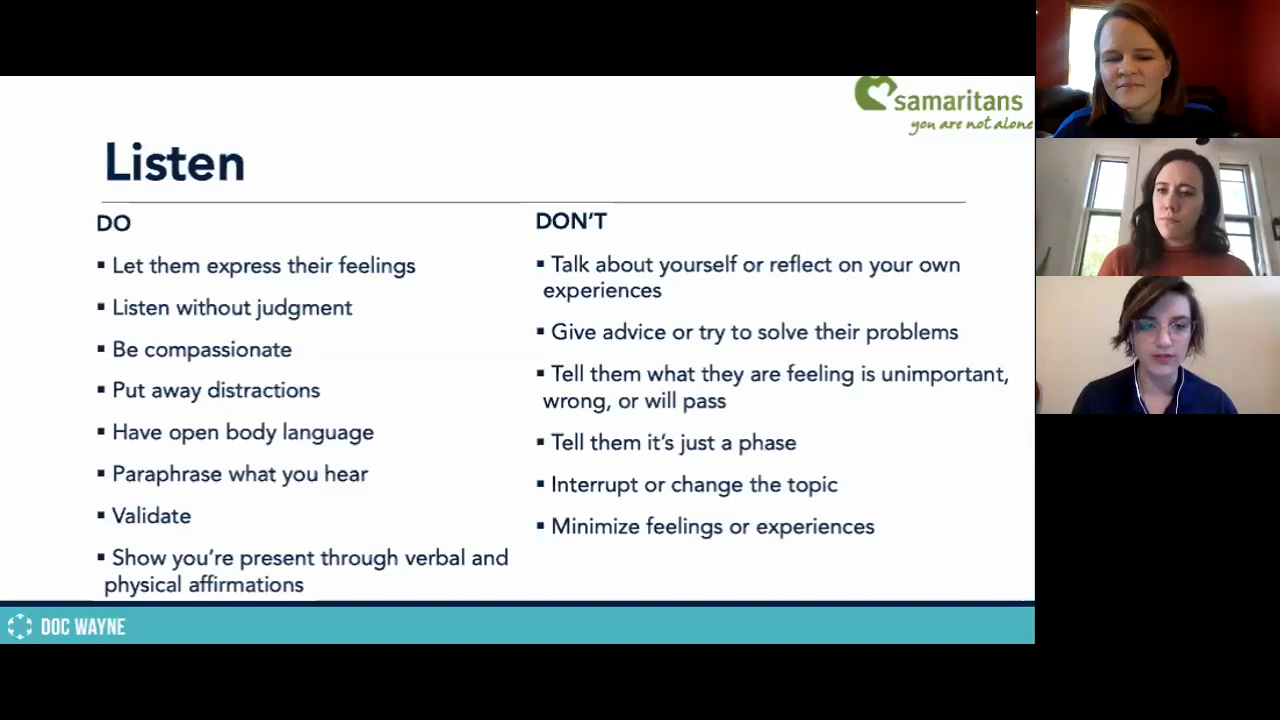 samaritans
you are not alone
Listen
DO
▪ Let them express their feelings
▪ Listen without judgment
▪ Be compassionate
▪ Put away distractions
▪ Have open body language
▪ Paraphrase what you hear
▪ Validate
▪ Show you’re present through verbal and
physical affirmations
DON’T
▪ Talk about yourself or reflect on your own
experiences
▪ Give advice or try to solve their problems
▪ Tell them what they are feeling is unimportant,
wrong, or will pass
▪ Tell them it’s just a phase
▪ Interrupt or change the topic
▪ Minimize feelings or experiences
DOC WAYNE